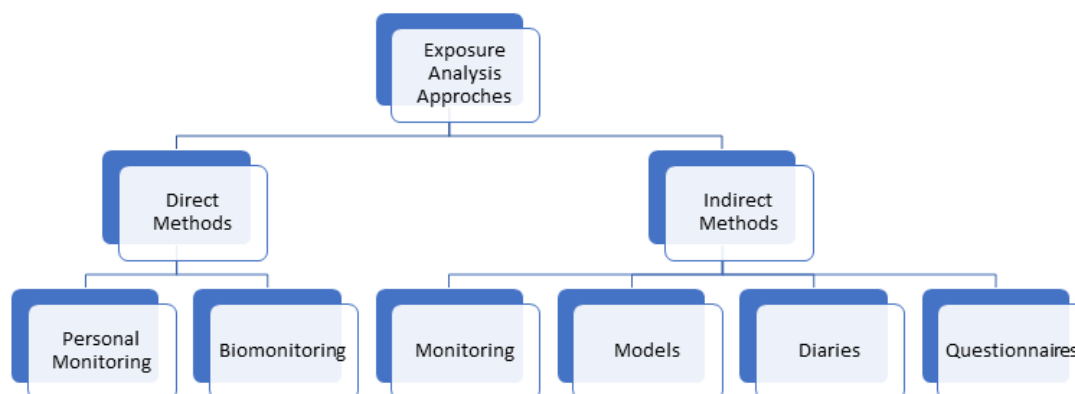 Exposure
Analysis
Approches
Direct
Methods
Indirect
Methods
Personal
Monitoring
Biomonitoring
Monitoring
Models
Diaries
Questionnaires